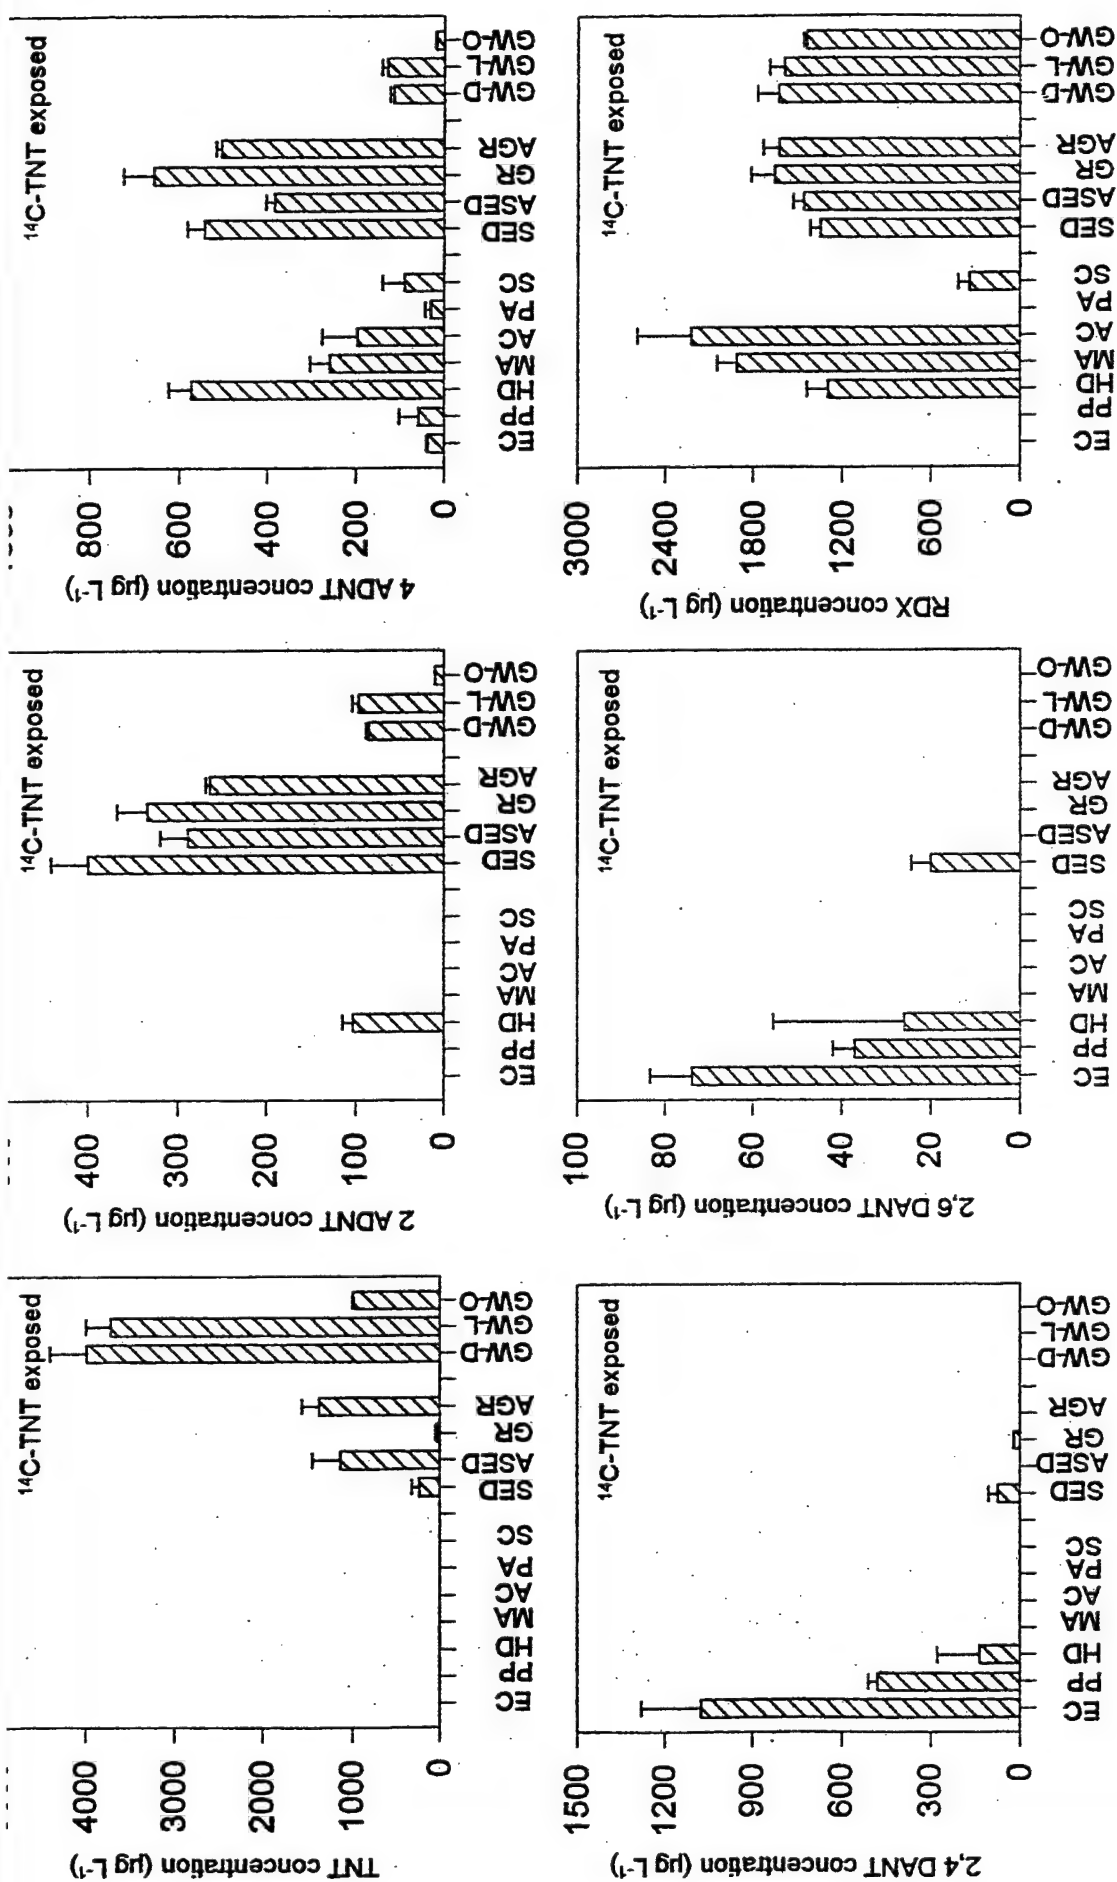 TNT concentration (µg L⁻¹)
4000
3000
2000
1000
0
¹⁴C-TNT exposed
EC
PP
HD
MA
AC
PA
SC
SED
ASED
GR
AGR
GW-D
GW-L
GW-O
2 ADNT concentration (µg L⁻¹)
400
300
200
100
0
¹⁴C-TNT exposed
EC
PP
HD
MA
AC
PA
SC
SED
ASED
GR
AGR
GW-D
GW-L
GW-O
4 ADNT concentration (µg L⁻¹)
800
600
400
200
0
¹⁴C-TNT exposed
EC
PP
HD
MA
AC
PA
SC
SED
ASED
GR
AGR
GW-D
GW-L
GW-O
2,4 DANT concentration (µg L⁻¹)
1500
1200
900
600
300
0
¹⁴C-TNT exposed
EC
PP
HD
MA
AC
PA
SC
SED
ASED
GR
AGR
GW-D
GW-L
GW-O
2,6 DANT concentration (µg L⁻¹)
100
80
60
40
20
0
¹⁴C-TNT exposed
EC
PP
HD
MA
AC
PA
SC
SED
ASED
GR
AGR
GW-D
GW-L
GW-O
RDX concentration (µg L⁻¹)
3000
2400
1800
1200
600
0
¹⁴C-TNT exposed
EC
PP
HD
MA
AC
PA
SC
SED
ASED
GR
AGR
GW-D
GW-L
GW-O